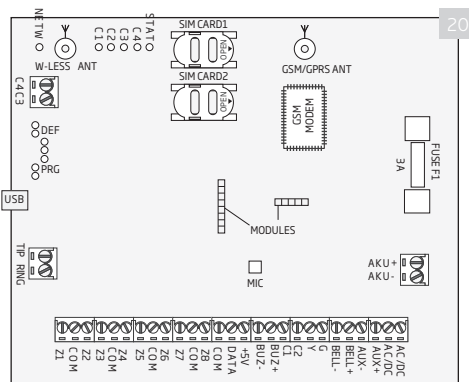 20
NETW
C1
C2
C3
C4
STAT
SIM CARD1
OPEN
W-LESS ANT
GSM/GPRS ANT
SIM CARD2
OPEN
C4
C3
GSM
MODEM
DEF
PRG
FUSE F1
3A
USB
MODULES
TIP
RING
MIC
AKU+
AKU-
Z1
COM
Z2
Z3
COM
Z4
Z5
COM
Z6
Z7
COM
Z8
COM
DATA
+5V
BUZ-
BUZ+
C1
C2
Y
G
BELL-
BELL+
AUX-
AUX+
AC/DC
AC/DC